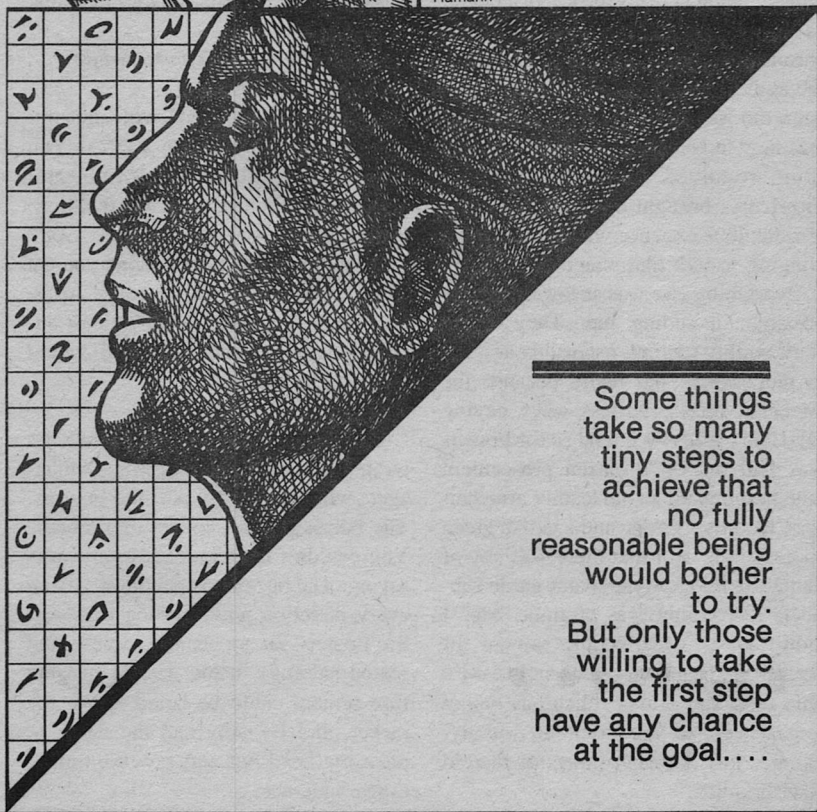 Some things
take so many
tiny steps to
achieve that
no fully
reasonable being
would bother
to try.
But only those
willing to take
the first step
have any chance
at the goal....